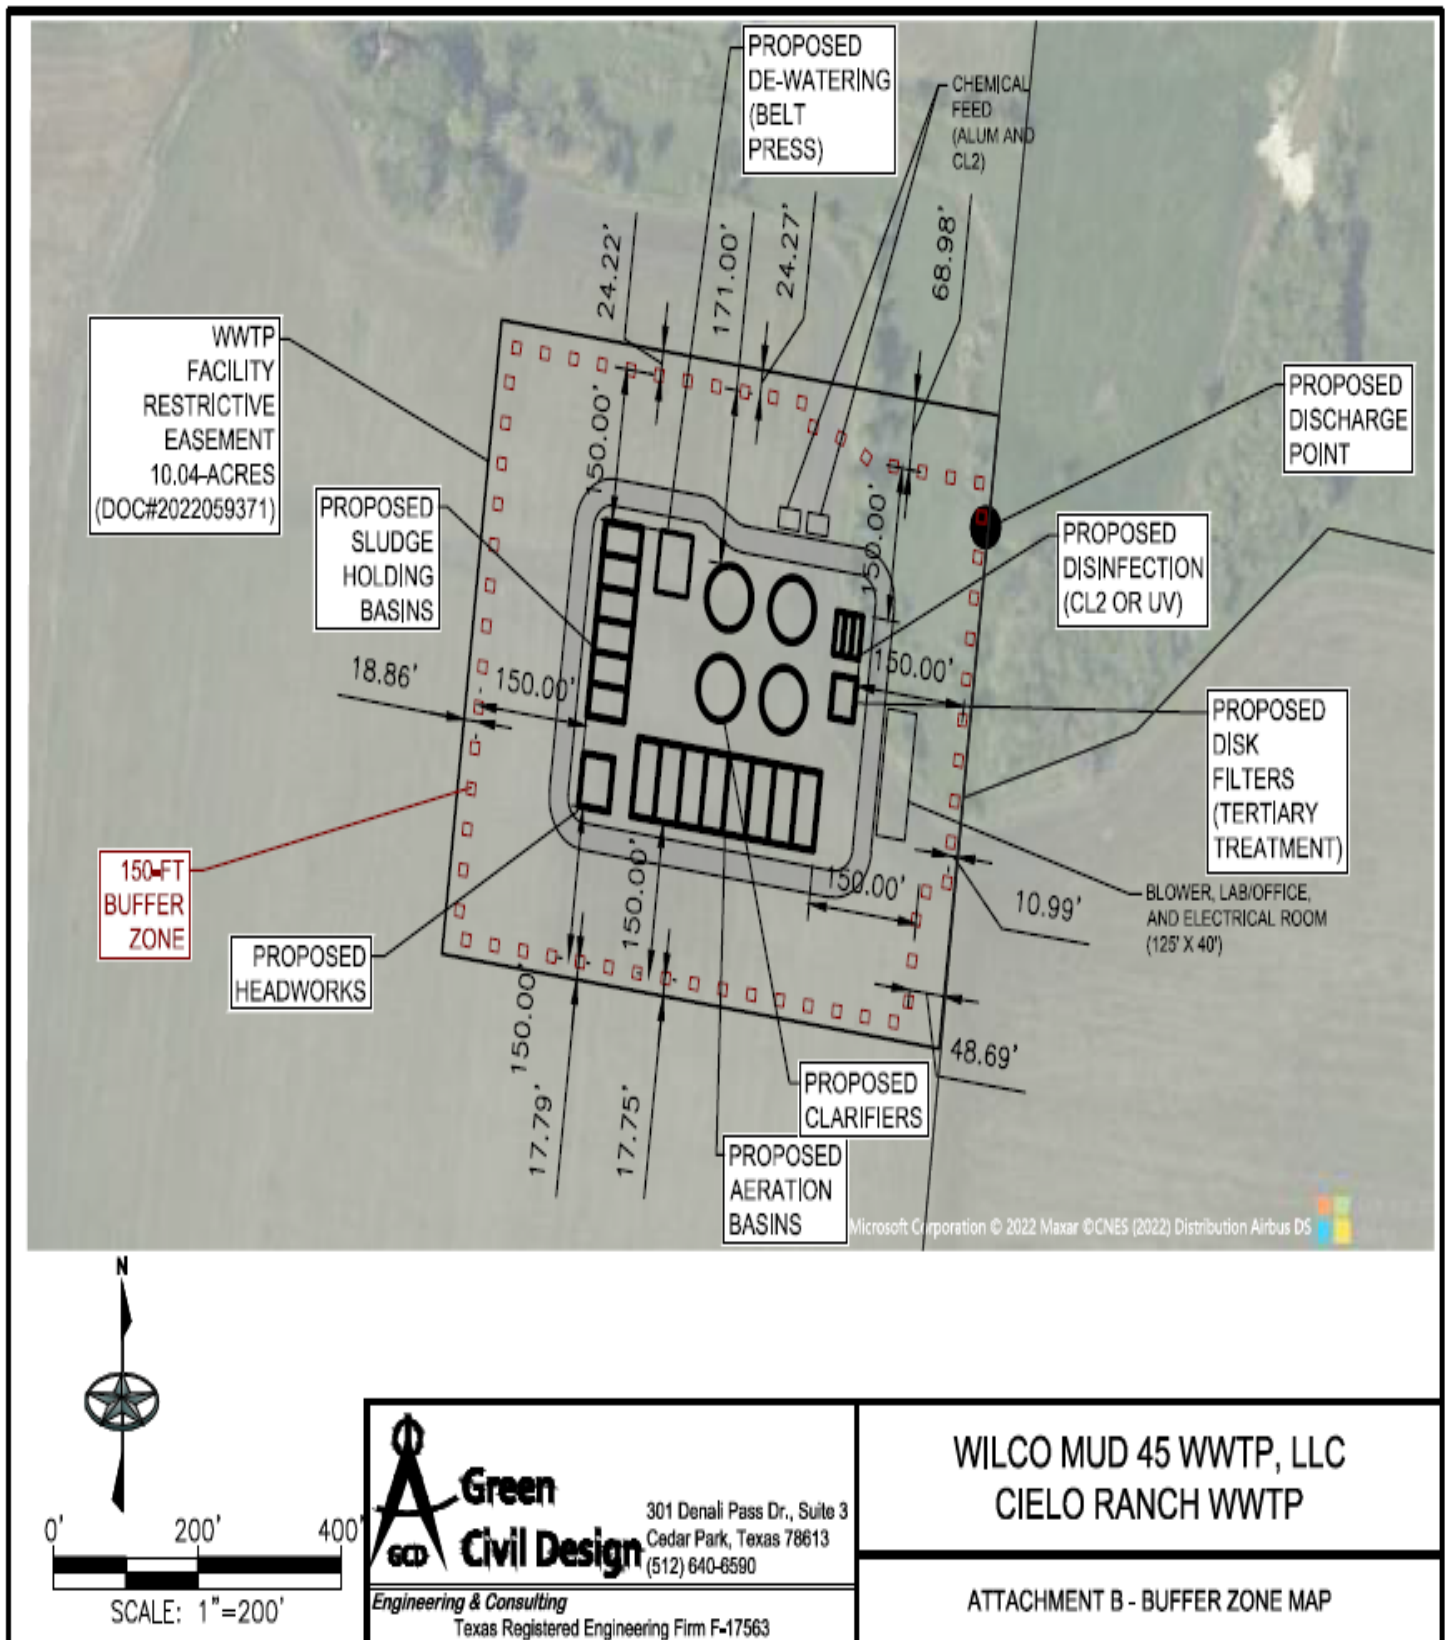 PROPOSED
DE-WATERING
(BELT
PRESS)
CHEMICAL
FEED
(ALUM AND
CL2)
24.22'
171.00'
24.27'
68.98'
WWTP
FACILITY
RESTRICTIVE
EASEMENT
10.04-ACRES
(DOC#2022059371)
PROPOSED
DISCHARGE
POINT
150.00'
150.00'
PROPOSED
SLUDGE
HOLDING
BASINS
PROPOSED
DISINFECTION
(CL2 OR UV)
18.86'
150.00'
150.00'
PROPOSED
DISK
FILTERS
(TERTIARY
TREATMENT)
150-FT
BUFFER
ZONE
150.00'
150.00'
10.99'
BLOWER, LAB/OFFICE,
AND ELECTRICAL ROOM
(125' X 40')
PROPOSED
HEADWORKS
150.00'
48.69'
17.79'
17.75'
PROPOSED
CLARIFIERS
PROPOSED
AERATION
BASINS
Microsoft Corporation © 2022 Maxar ©CNES (2022) Distribution Airbus DS
N
0' 200' 400'
SCALE: 1"=200'
GCD
Green
Civil Design
301 Denali Pass Dr., Suite 3
Cedar Park, Texas 78613
(512) 640-6590
Engineering & Consulting
Texas Registered Engineering Firm F-17563
WILCO MUD 45 WWTP, LLC
CIELO RANCH WWTP
ATTACHMENT B - BUFFER ZONE MAP